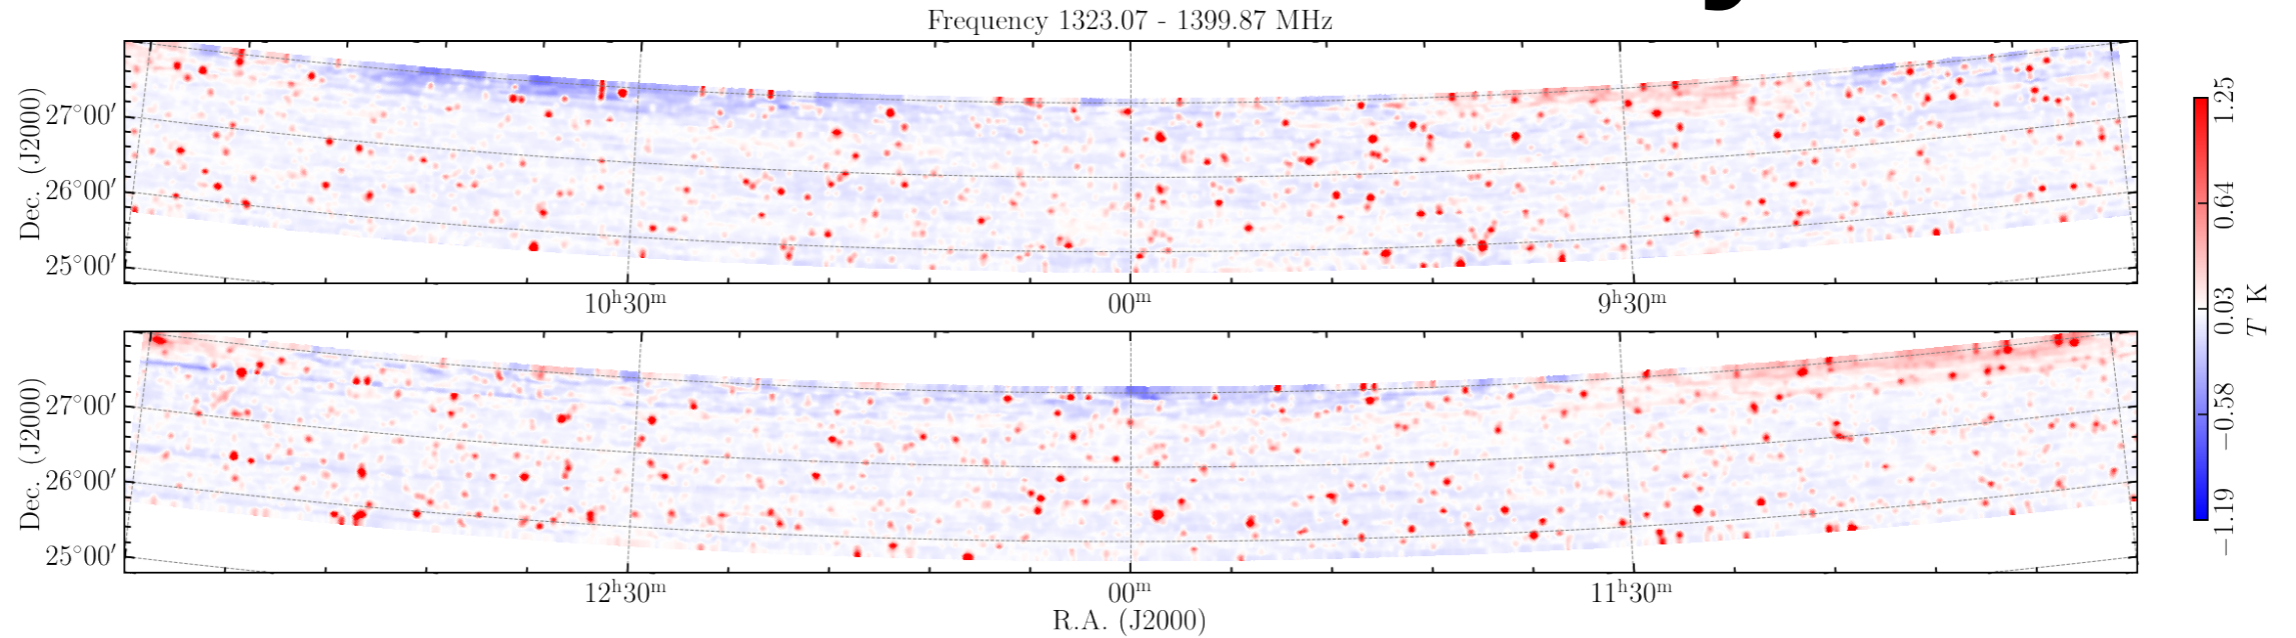 Frequency 1323.07 - 1399.87 MHz
Dec. (J2000)
27°00′
26°00′
25°00′
10ʰ30ᵐ 00ᵐ 9ʰ30ᵐ
Dec. (J2000)
27°00′
26°00′
25°00′
12ʰ30ᵐ 00ᵐ 11ʰ30ᵐ
R.A. (J2000)
1.25
0.64
0.03
−0.58
−1.19
T K